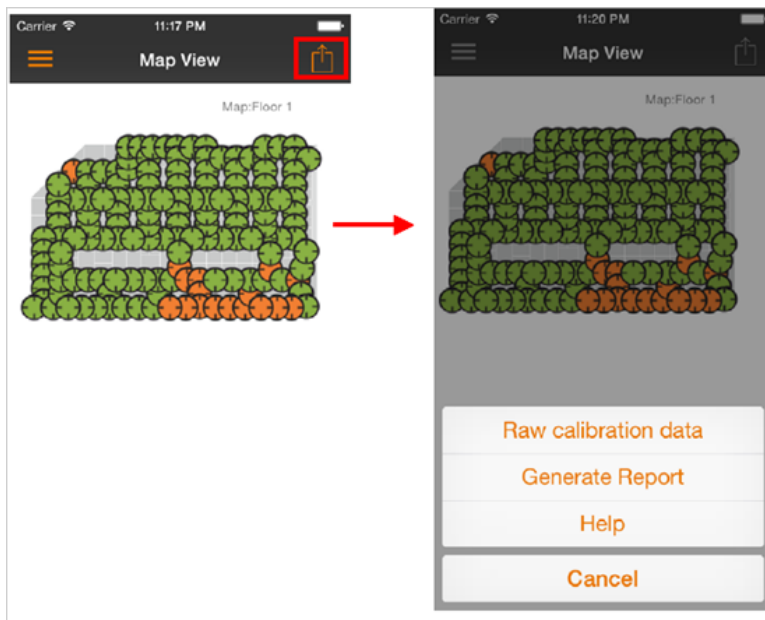 Carrier 11:17 PM
Map View
Map:Floor 1
Carrier 11:20 PM
Map View
Map:Floor 1
Raw calibration data
Generate Report
Help
Cancel